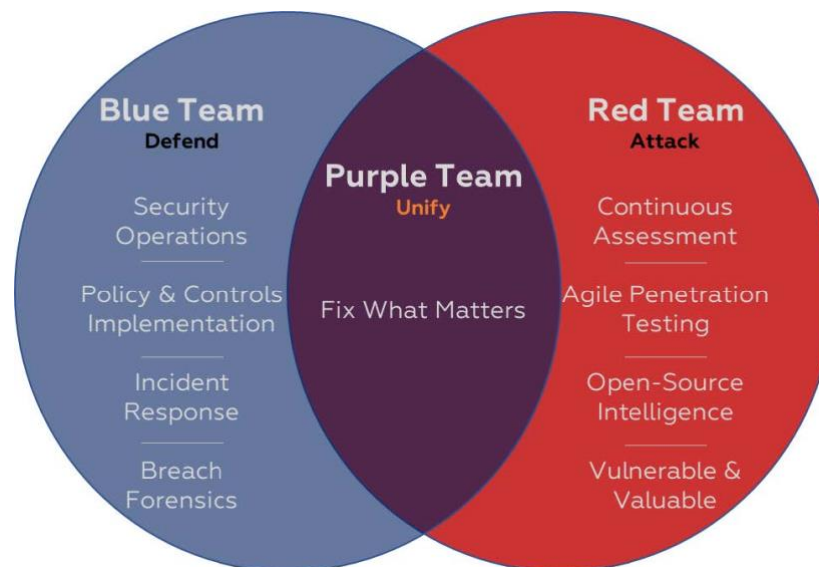 Blue Team
Defend
Security
Operations
Policy & Controls
Implementation
Incident
Response
Breach
Forensics
Purple Team
Unify
Fix What Matters
Red Team
Attack
Continuous
Assessment
Agile Penetration
Testing
Open-Source
Intelligence
Vulnerable &
Valuable